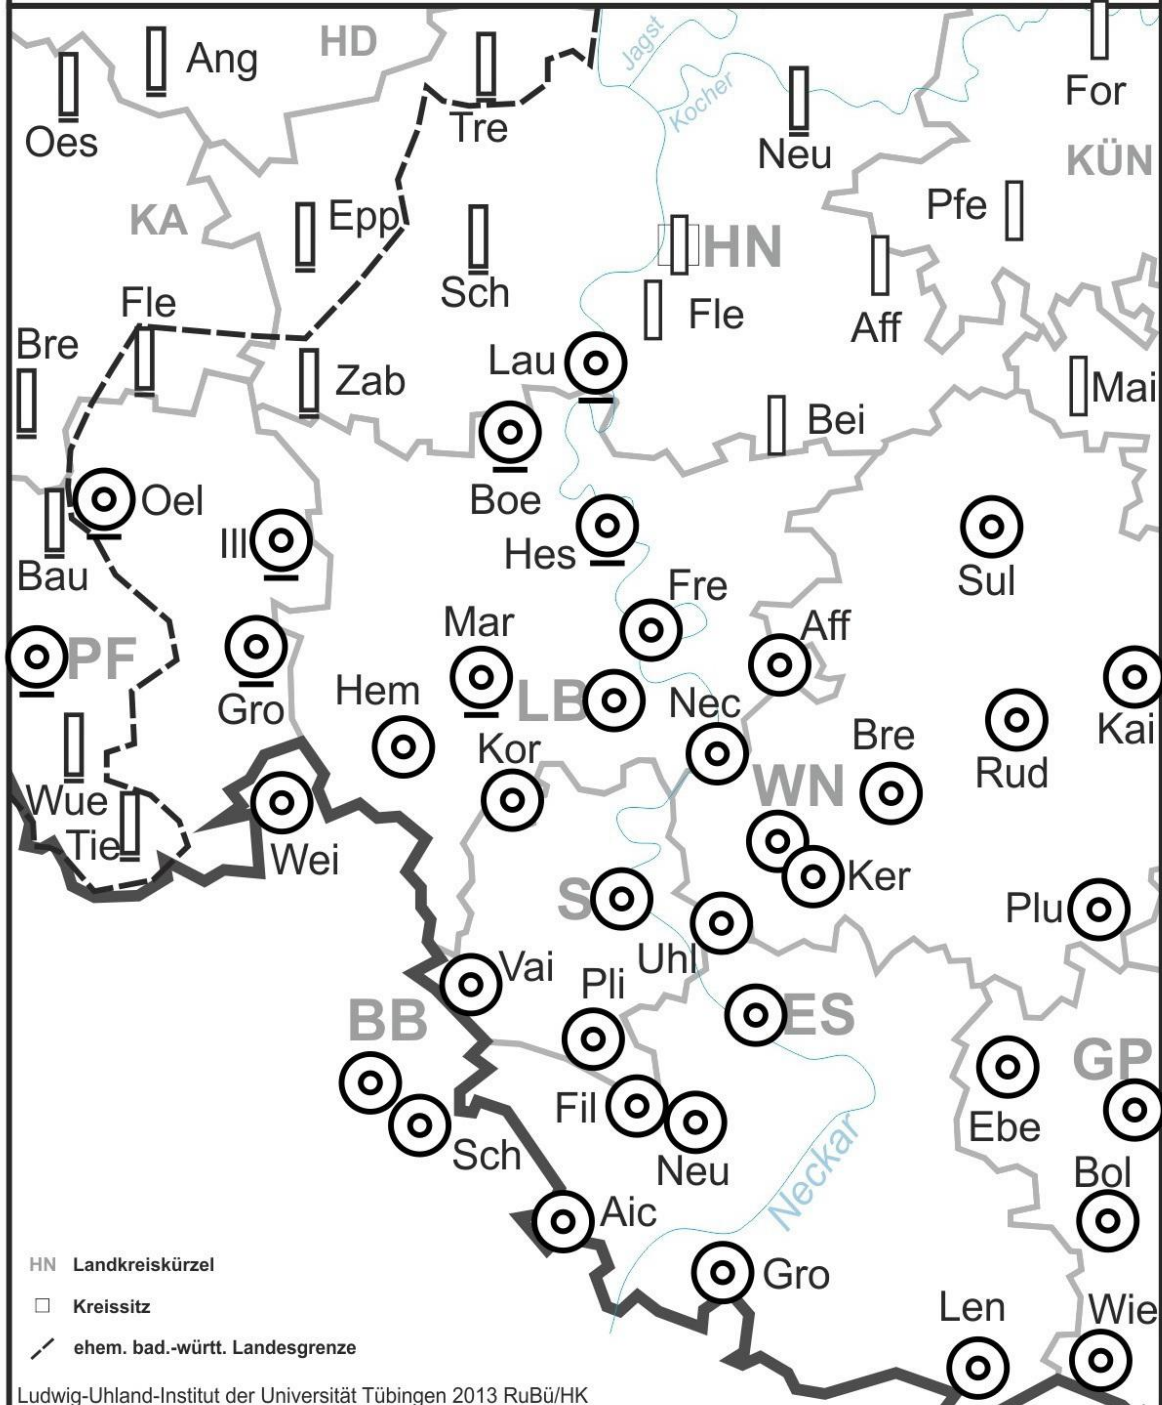 Ang
HD
Oes
Tre
Jagst
Kocher
Neu
For
KÜN
KA
Epp
Sch
HN
Pfe
Aff
Fle
Fle
Bre
Zab
Lau
Mai
Bei
Boe
Oel
Ill
Hes
Bau
Sul
Fre
PF
Mar
Aff
Gro
Hem
LB
Nec
Kor
Bre
Rud
Kai
Wue
WN
Tie
Wei
Ker
S
Plu
Uhl
Vai
Pli
BB
ES
GP
Fil
Ebe
Sch
Neu
Neckar
Bol
Aic
Gro
Len
Wie
HN Landkreiskürzel
Kreissitz
ehem. bad.-württ. Landesgrenze
Ludwig-Uhland-Institut der Universität Tübingen 2013 RuBü/HK